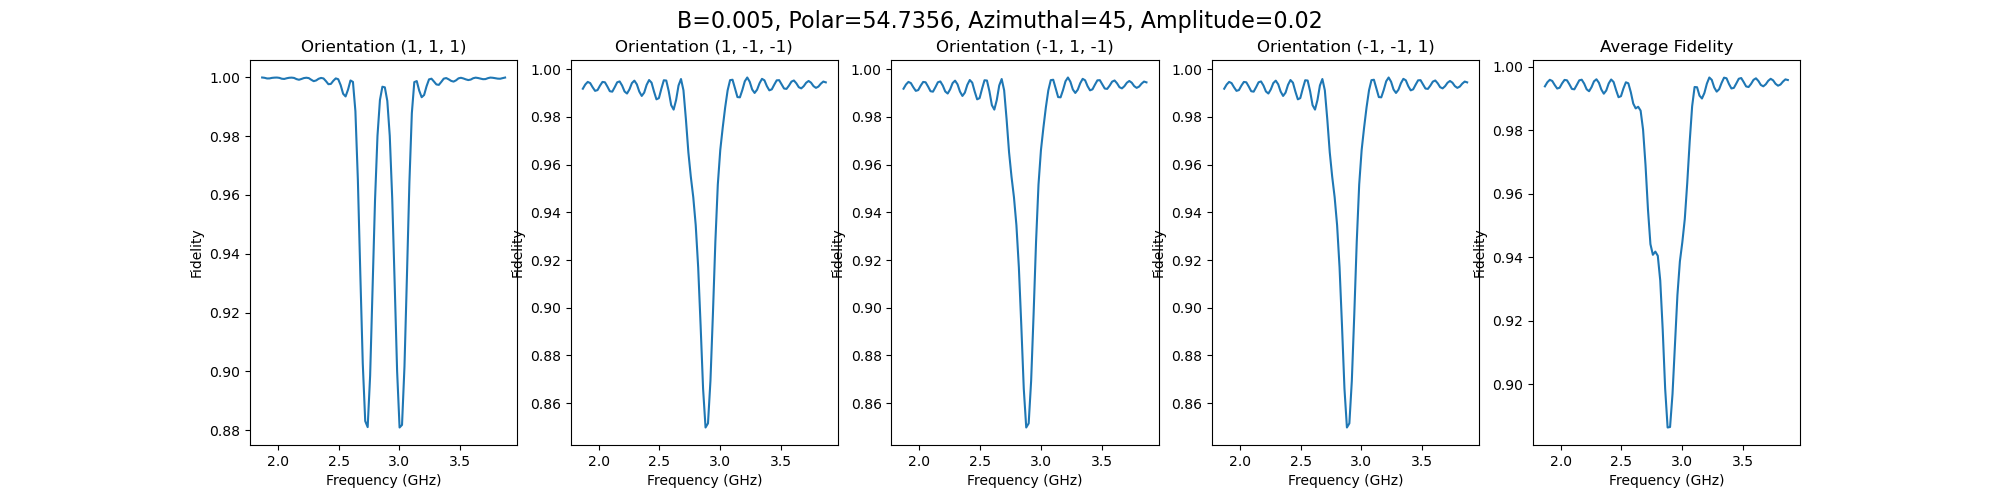 B=0.005, Polar=54.7356, Azimuthal=45, Amplitude=0.02
Orientation (1, 1, 1)
1.00
0.98
0.96
0.94
0.92
0.90
0.88
Fidelity
2.0 2.5 3.0 3.5
Frequency (GHz)
Orientation (1, -1, -1)
1.00
0.98
0.96
0.94
0.92
0.90
0.88
0.86
Fidelity
2.0 2.5 3.0 3.5
Frequency (GHz)
Orientation (-1, 1, -1)
1.00
0.98
0.96
0.94
0.92
0.90
0.88
0.86
Fidelity
2.0 2.5 3.0 3.5
Frequency (GHz)
Orientation (-1, -1, 1)
1.00
0.98
0.96
0.94
0.92
0.90
0.88
0.86
Fidelity
2.0 2.5 3.0 3.5
Frequency (GHz)
Average Fidelity
1.00
0.98
0.96
0.94
0.92
0.90
Fidelity
2.0 2.5 3.0 3.5
Frequency (GHz)